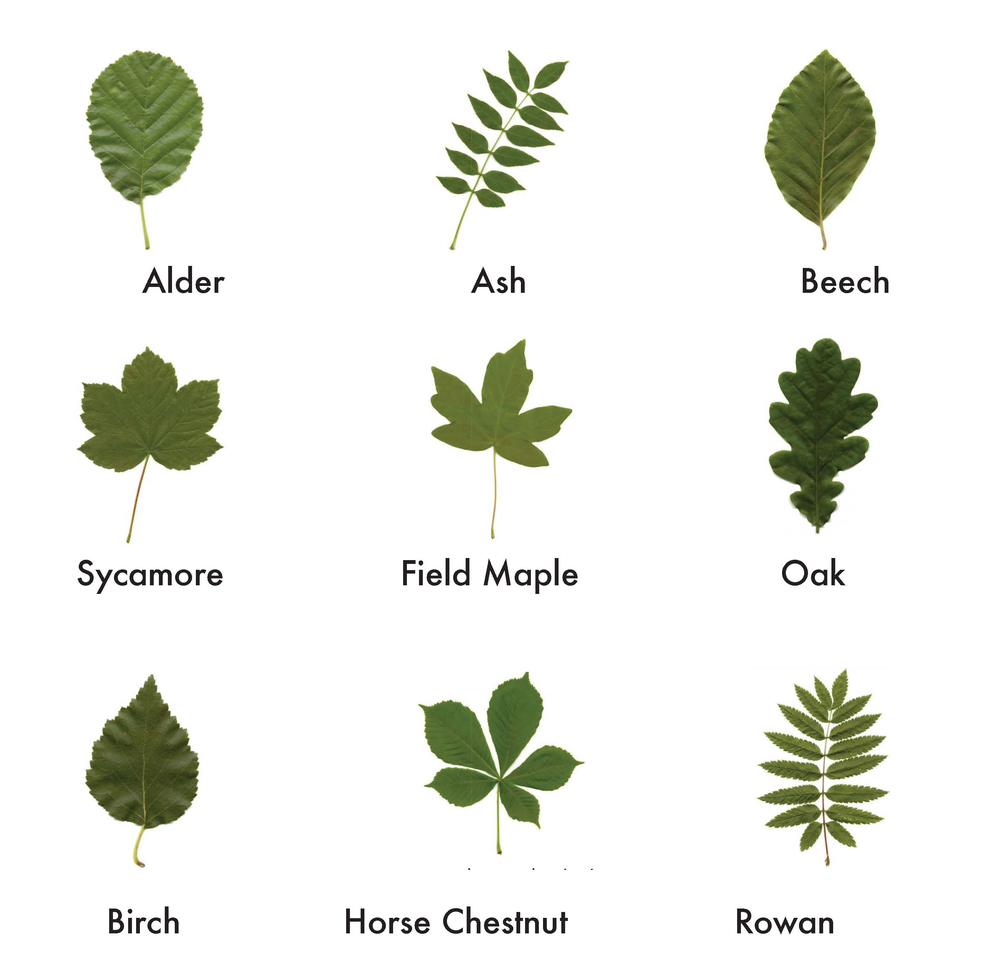 Alder
Ash
Beech
Sycamore
Field Maple
Oak
Birch
Horse Chestnut
Rowan